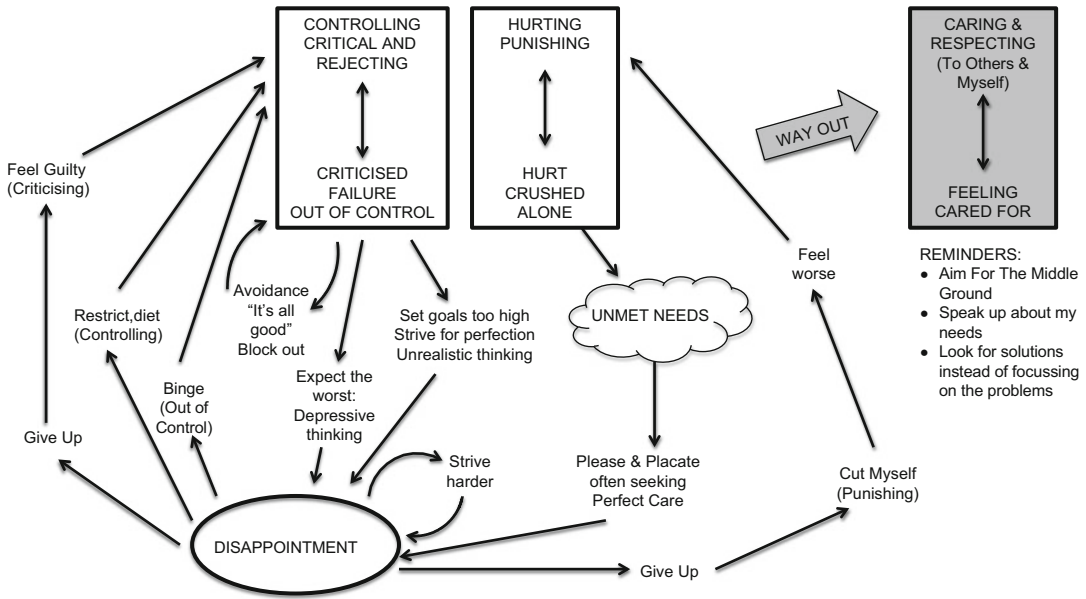 CONTROLLING
CRITICAL AND
REJECTING
CRITICISED
FAILURE
OUT OF CONTROL
HURTING
PUNISHING
HURT
CRUSHED
ALONE
WAY OUT
CARING &
RESPECTING
(To Others &
Myself)
FEELING
CARED FOR
REMINDERS:
● Aim For The Middle
Ground
● Speak up about my
needs
● Look for solutions
instead of focussing
on the problems
Feel Guilty
(Criticising)
Restrict,diet
(Controlling)
Binge
(Out of
Control)
Give Up
Avoidance
“It’s all
good”
Block out
Expect the
worst:
Depressive
thinking
Set goals too high
Strive for perfection
Unrealistic thinking
UNMET NEEDS
Feel
worse
Strive
harder
Please & Placate
often seeking
Perfect Care
Cut Myself
(Punishing)
DISAPPOINTMENT
Give Up